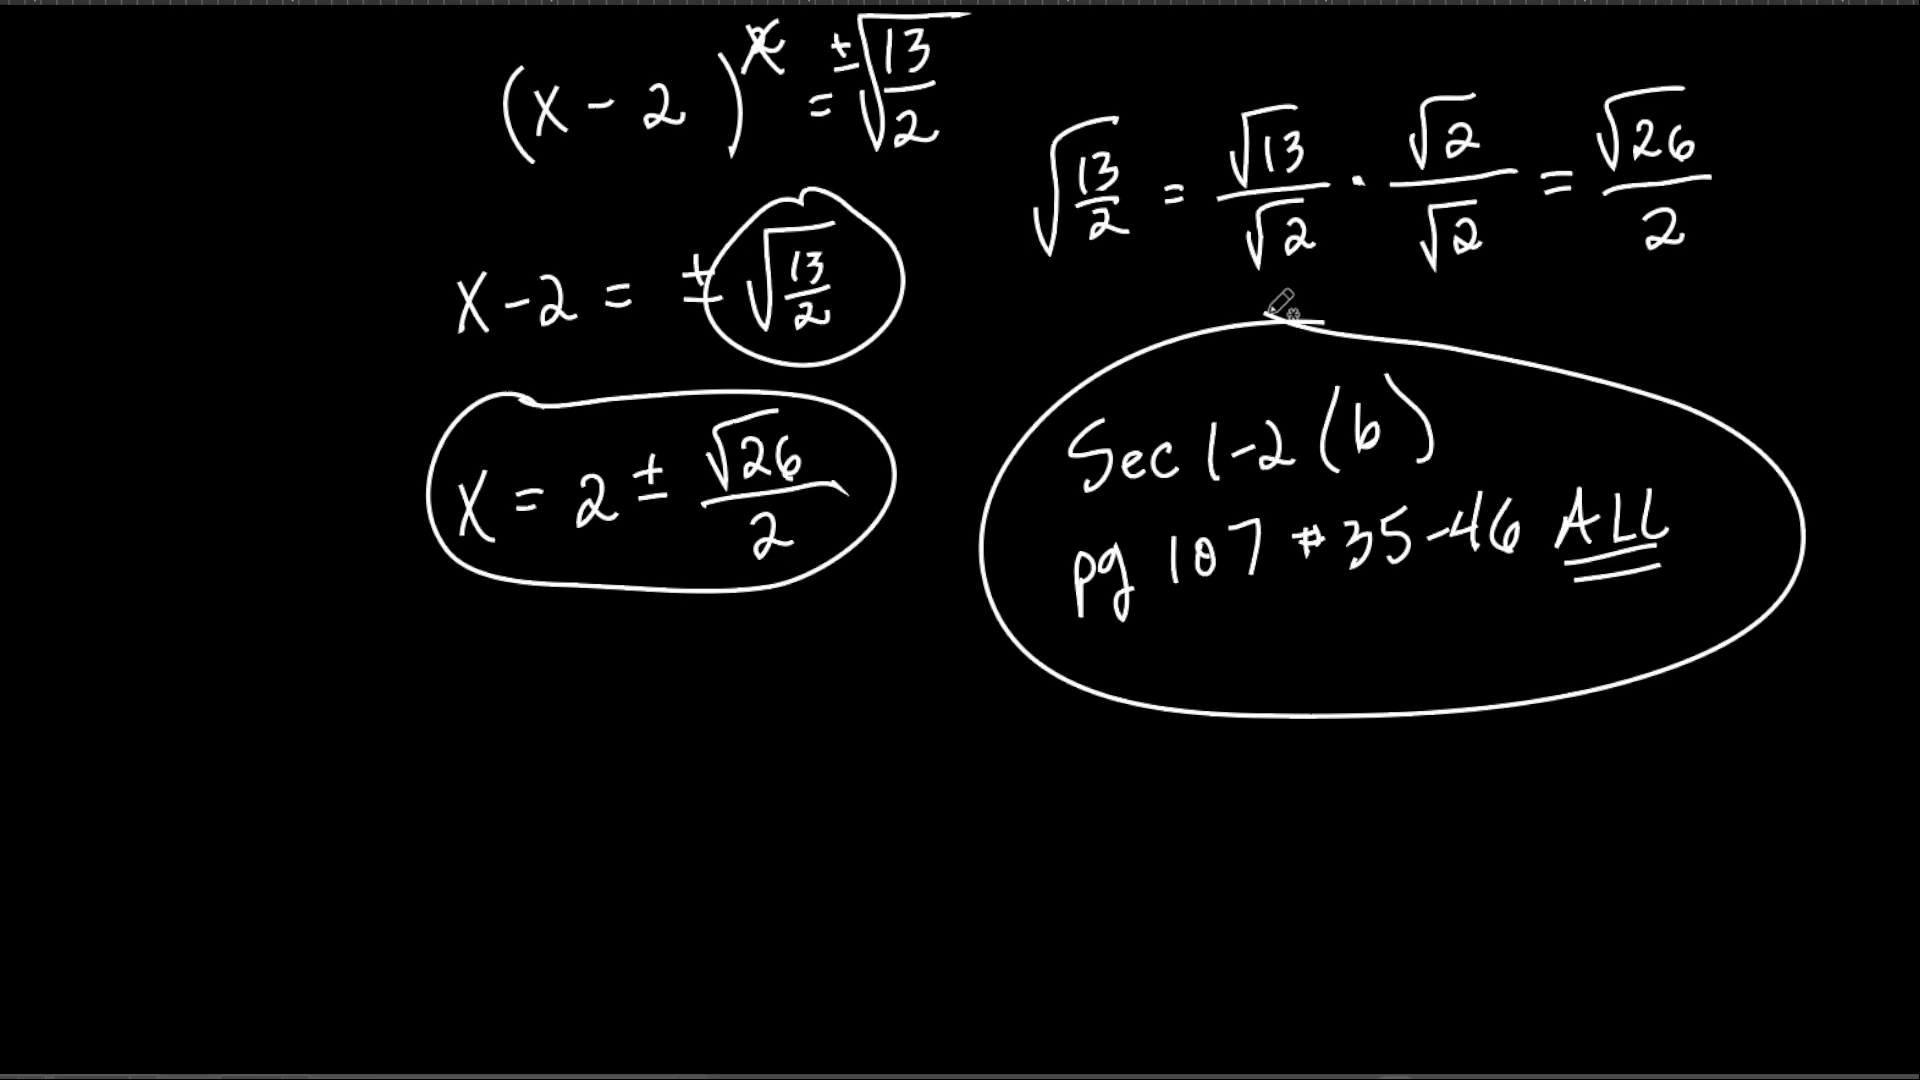 (x - 2)² = ±√(13/2)
x - 2 = ±√(13/2)
x = 2 ± √26/2
√(13/2) = √13/√2 · √2/√2 = √26/2
Sec 1-2 (b)
pg 107 #35-46 ALL